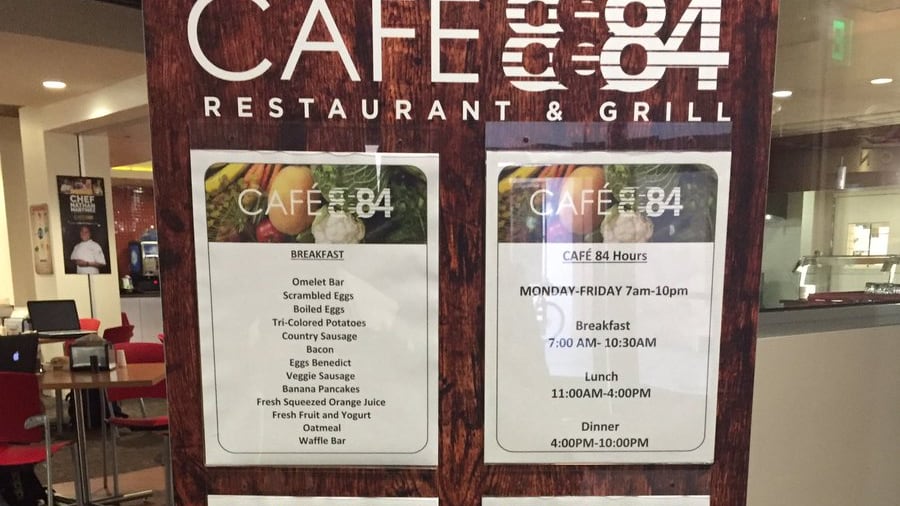 CAFÉ 84
RESTAURANT & GRILL
CHEF
NATHAN
MARTINEZ
CAFÉ 84
BREAKFAST
Omelet Bar
Scrambled Eggs
Boiled Eggs
Tri-Colored Potatoes
Country Sausage
Bacon
Eggs Benedict
Veggie Sausage
Banana Pancakes
Fresh Squeezed Orange Juice
Fresh Fruit and Yogurt
Oatmeal
Waffle Bar
CAFÉ 84
CAFÉ 84 Hours
MONDAY-FRIDAY 7am-10pm
Breakfast
7:00 AM- 10:30AM
Lunch
11:00AM-4:00PM
Dinner
4:00PM-10:00PM